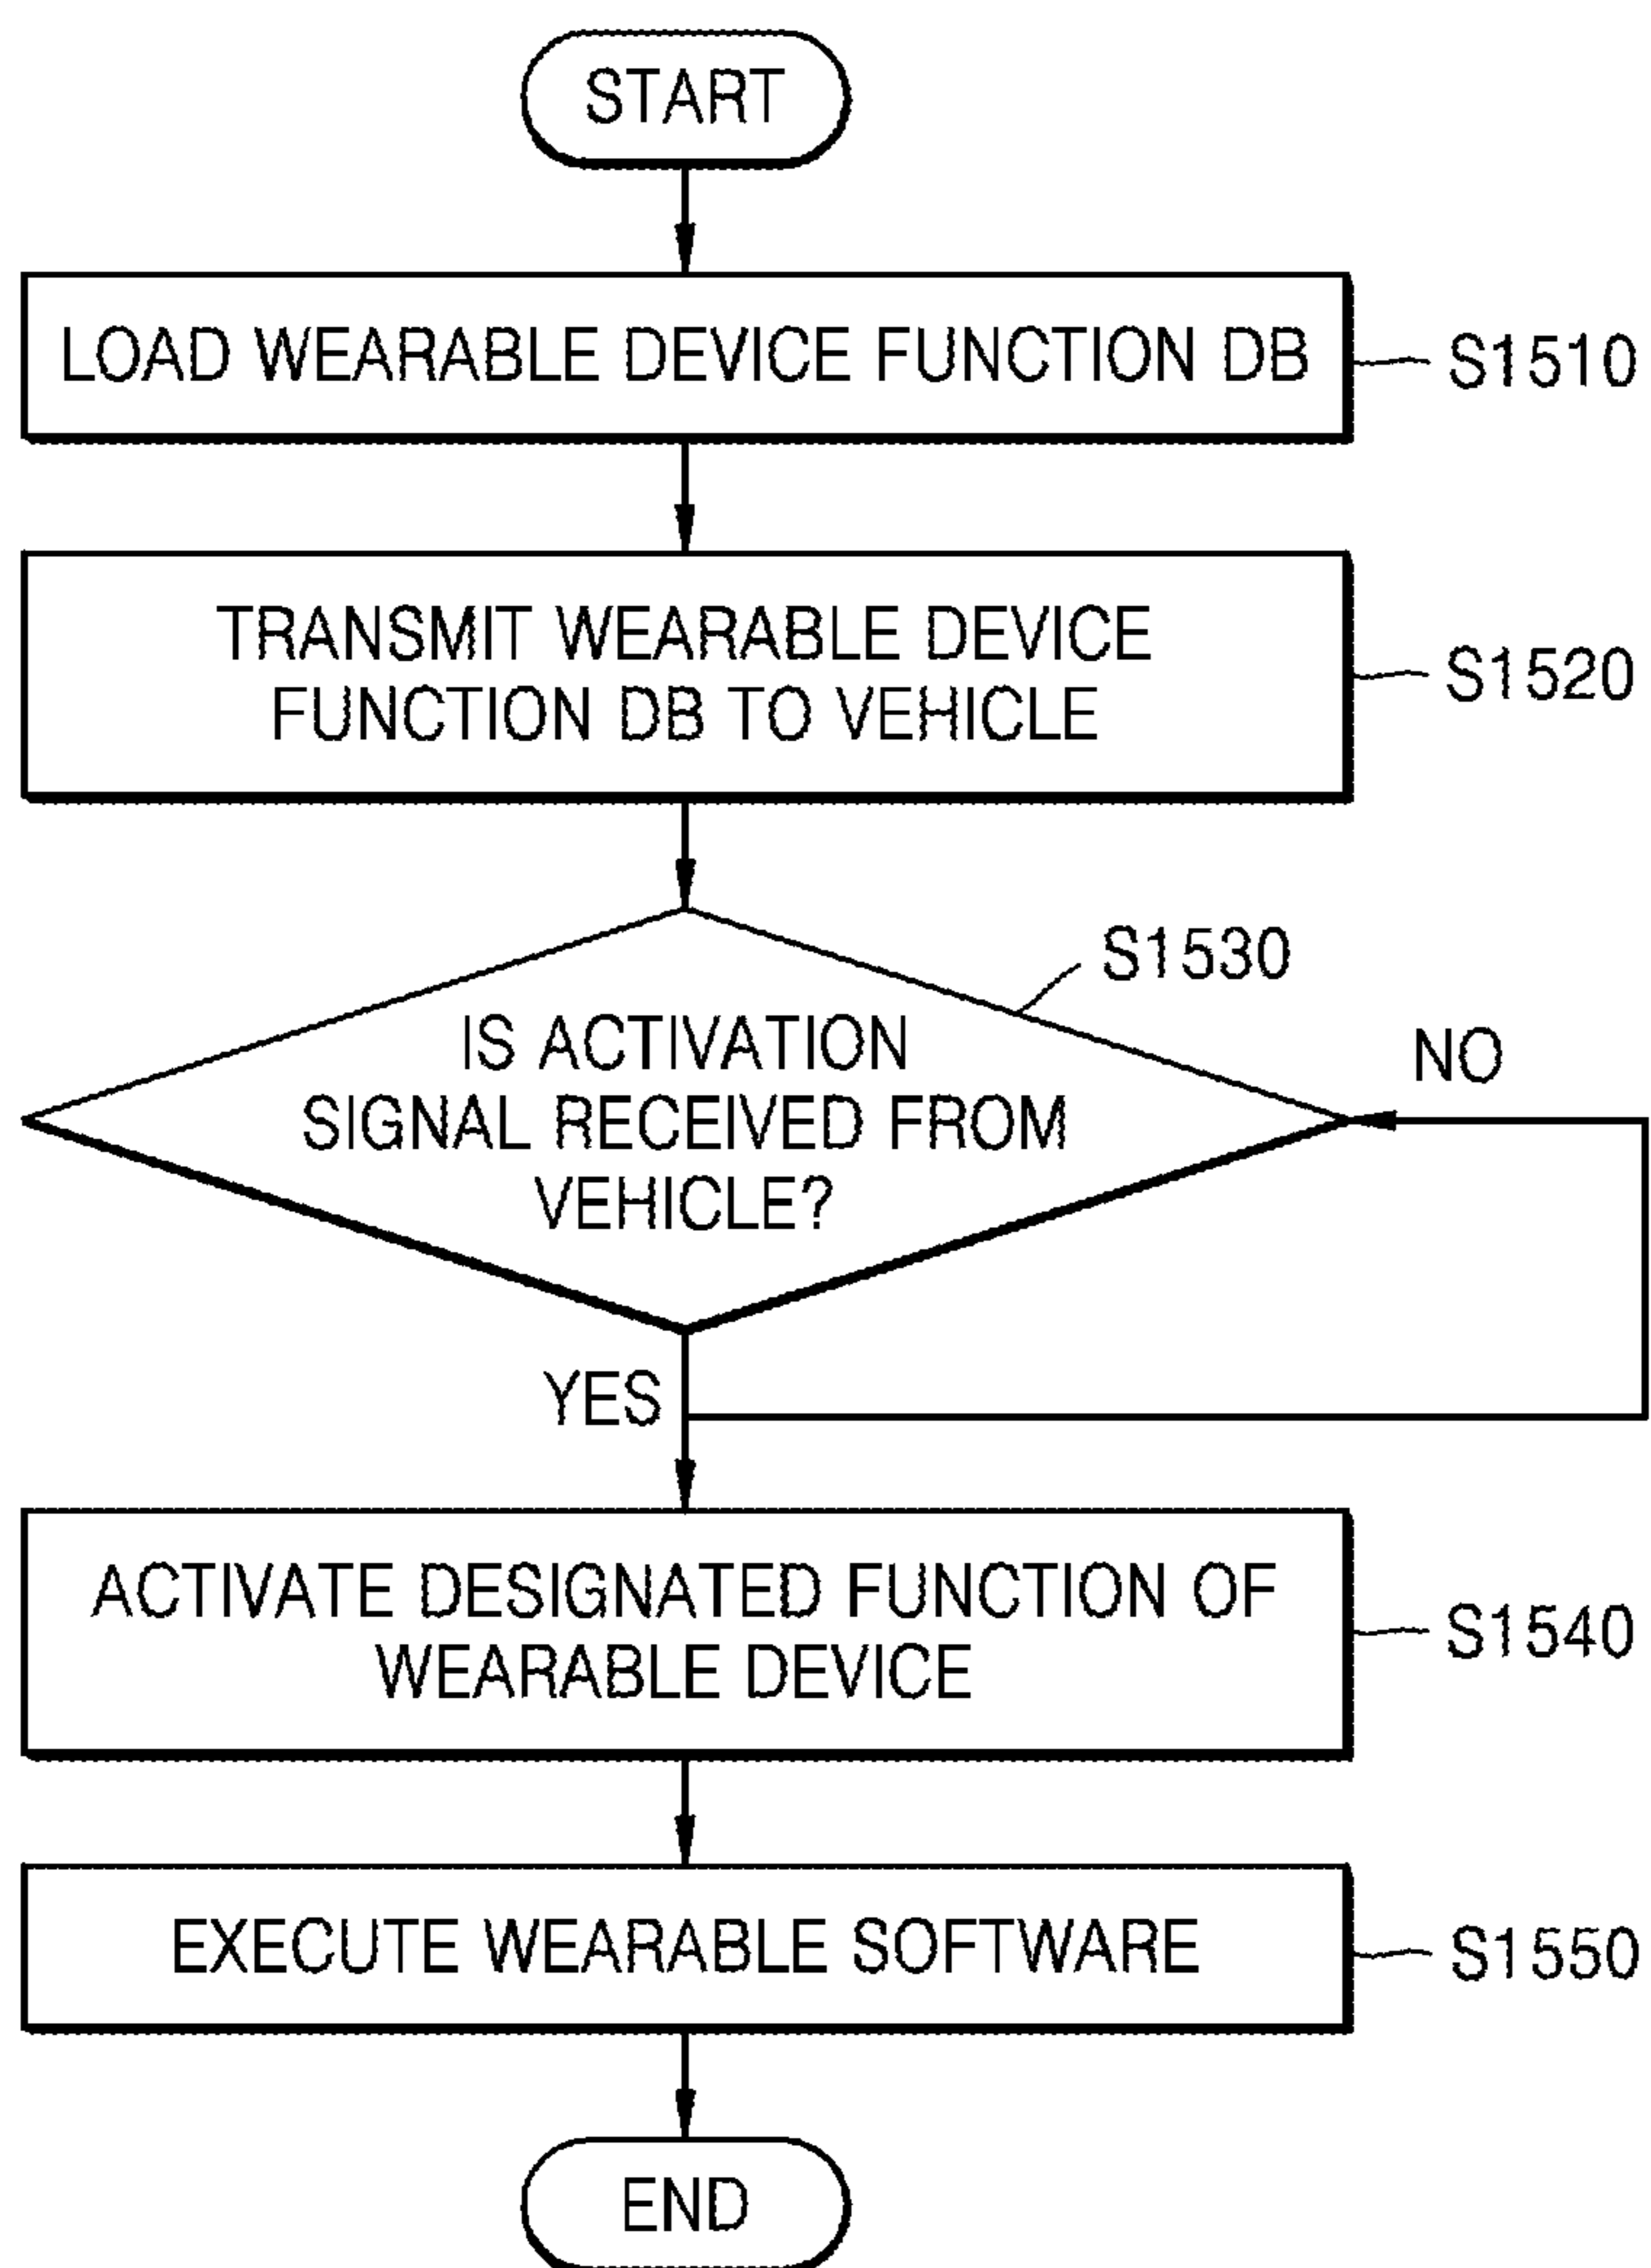 START
LOAD WEARABLE DEVICE FUNCTION DB
S1510
TRANSMIT WEARABLE DEVICE
FUNCTION DB TO VEHICLE
S1520
S1530
IS ACTIVATION
SIGNAL RECEIVED FROM
VEHICLE?
NO
YES
ACTIVATE DESIGNATED FUNCTION OF
WEARABLE DEVICE
S1540
EXECUTE WEARABLE SOFTWARE
S1550
END